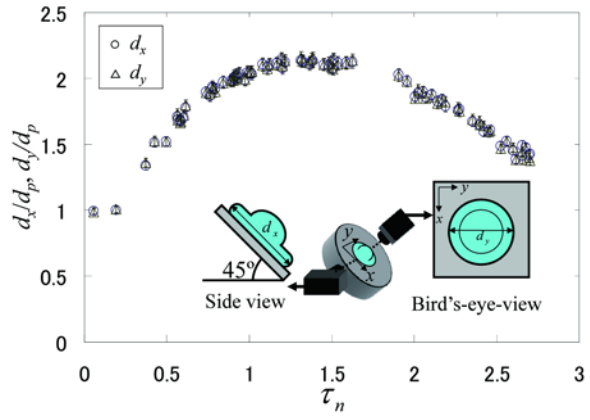 2.5
2
1.5
1
0.5
0
d_x/d_p, d_y/d_p
d_x
d_y
d_x
45°
Side view
y
x
y
x
d_y
Bird's-eye-view
0
0.5
1
1.5
2
2.5
3
τ_n